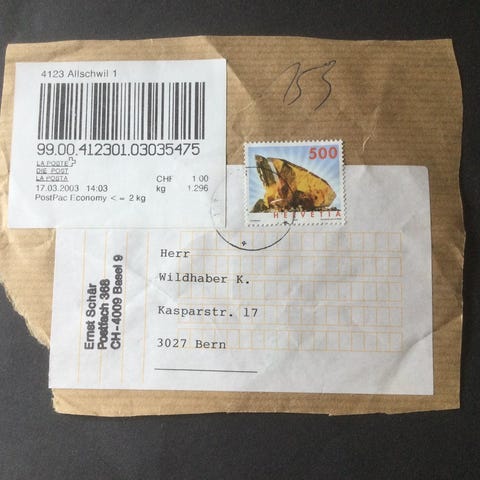 4123 Allschwil 1
99.00.412301.03035475
LA POSTE
DIE POST
LA POSTA
17.03.2003 14:03
CHF 1.00
kg 1.296
PostPac Economy <= 2 kg
500
HELVETIA
Herr
Wildhaber K.
Kasparstr. 17
3027 Bern
Ernst Schär
Postfach 368
CH-4009 Basel 9